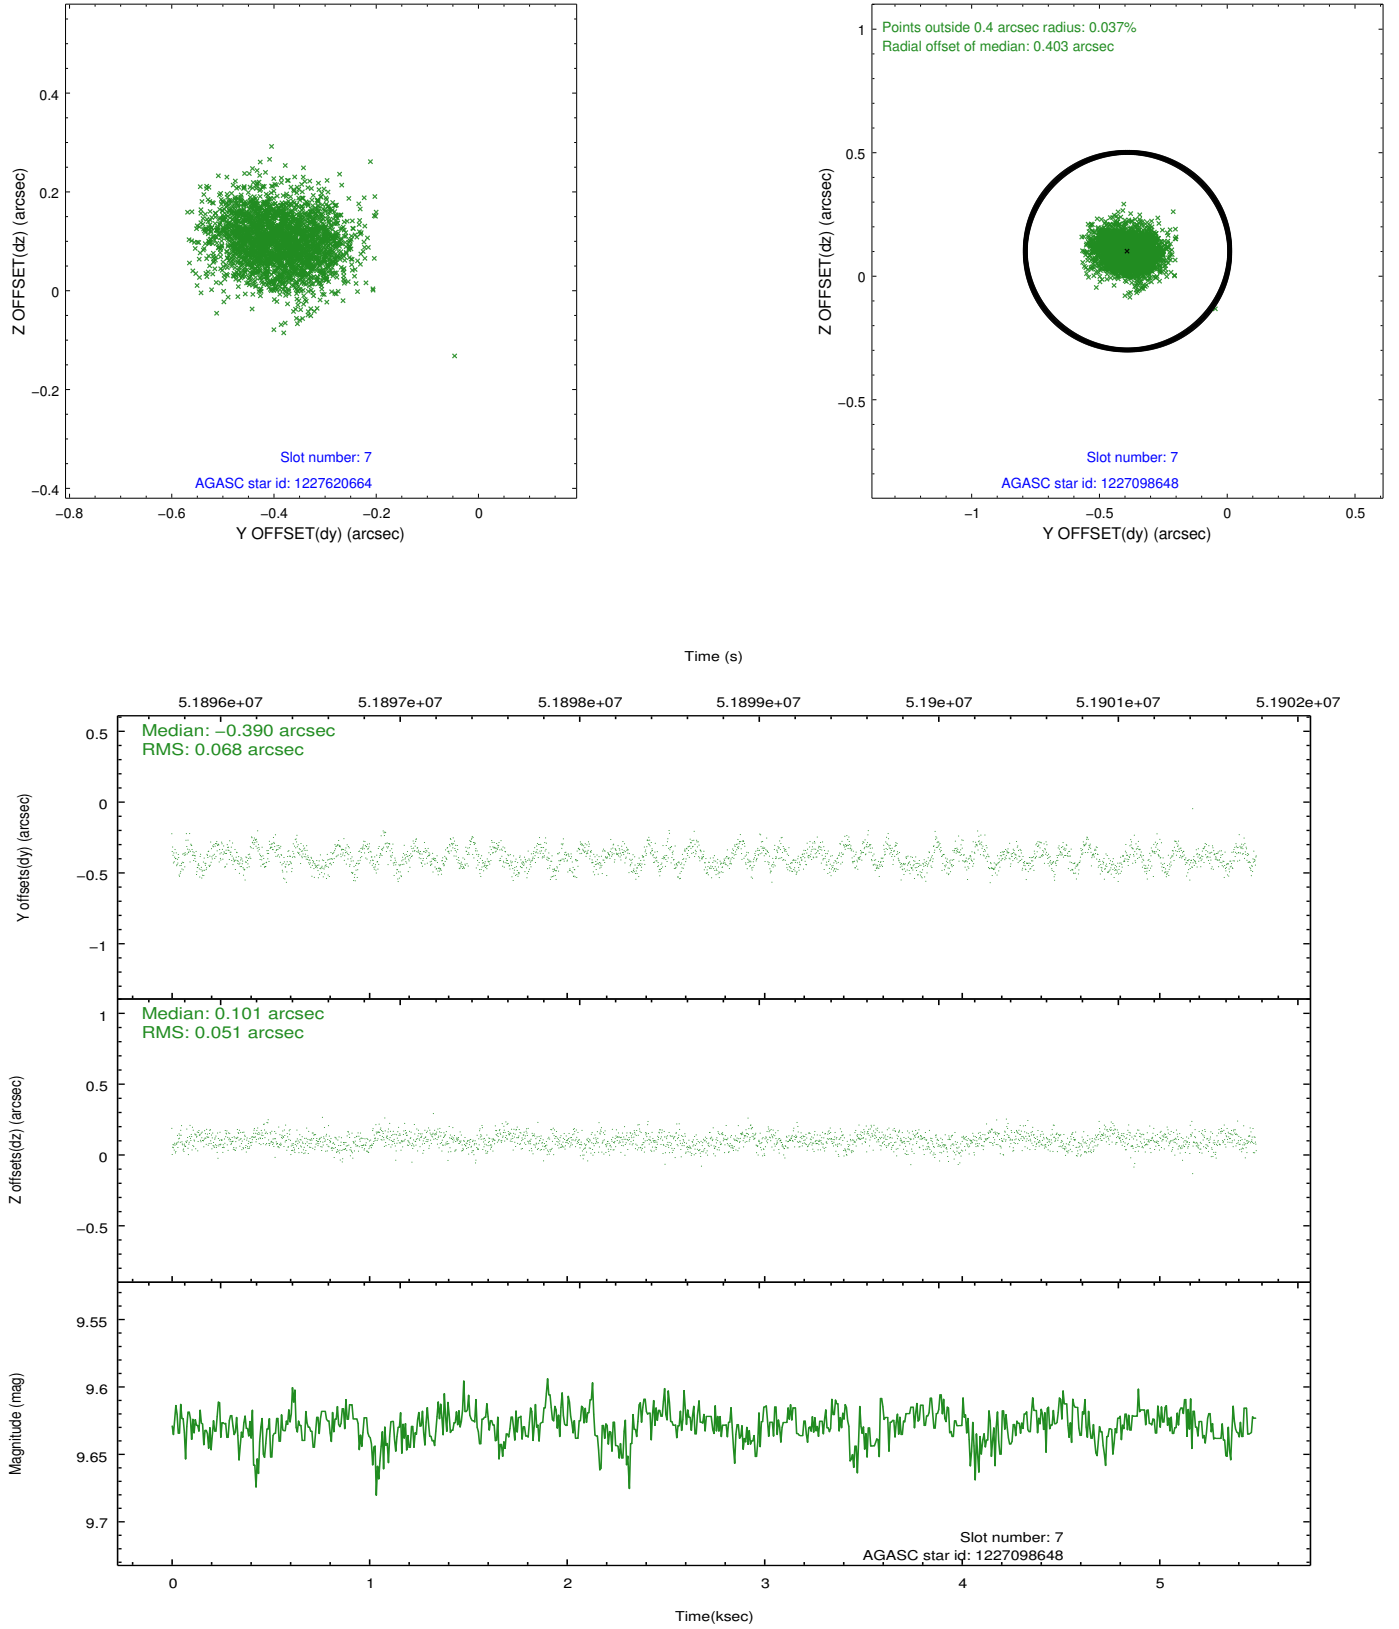 0.4
0.2
0
−0.2
−0.4
Z OFFSET(dz) (arcsec)
Slot number: 7
AGASC star id: 1227620664
−0.8
−0.6
−0.4
−0.2
0
Y OFFSET(dy) (arcsec)
Points outside 0.4 arcsec radius: 0.037%
Radial offset of median: 0.403 arcsec
1
0.5
0
−0.5
Z OFFSET(dz) (arcsec)
Slot number: 7
AGASC star id: 1227098648
−1
−0.5
0
0.5
Y OFFSET(dy) (arcsec)
Time (s)
5.1896e+07
5.1897e+07
5.1898e+07
5.1899e+07
5.19e+07
5.1901e+07
5.1902e+07
Median: −0.390 arcsec
RMS: 0.068 arcsec
0.5
0
−0.5
−1
Y offsets(dy) (arcsec)
Median: 0.101 arcsec
RMS: 0.051 arcsec
1
0.5
0
−0.5
Z offsets(dz) (arcsec)
9.55
9.6
9.65
9.7
Magnitude (mag)
Slot number: 7
AGASC star id: 1227098648
0
1
2
3
4
5
Time(ksec)